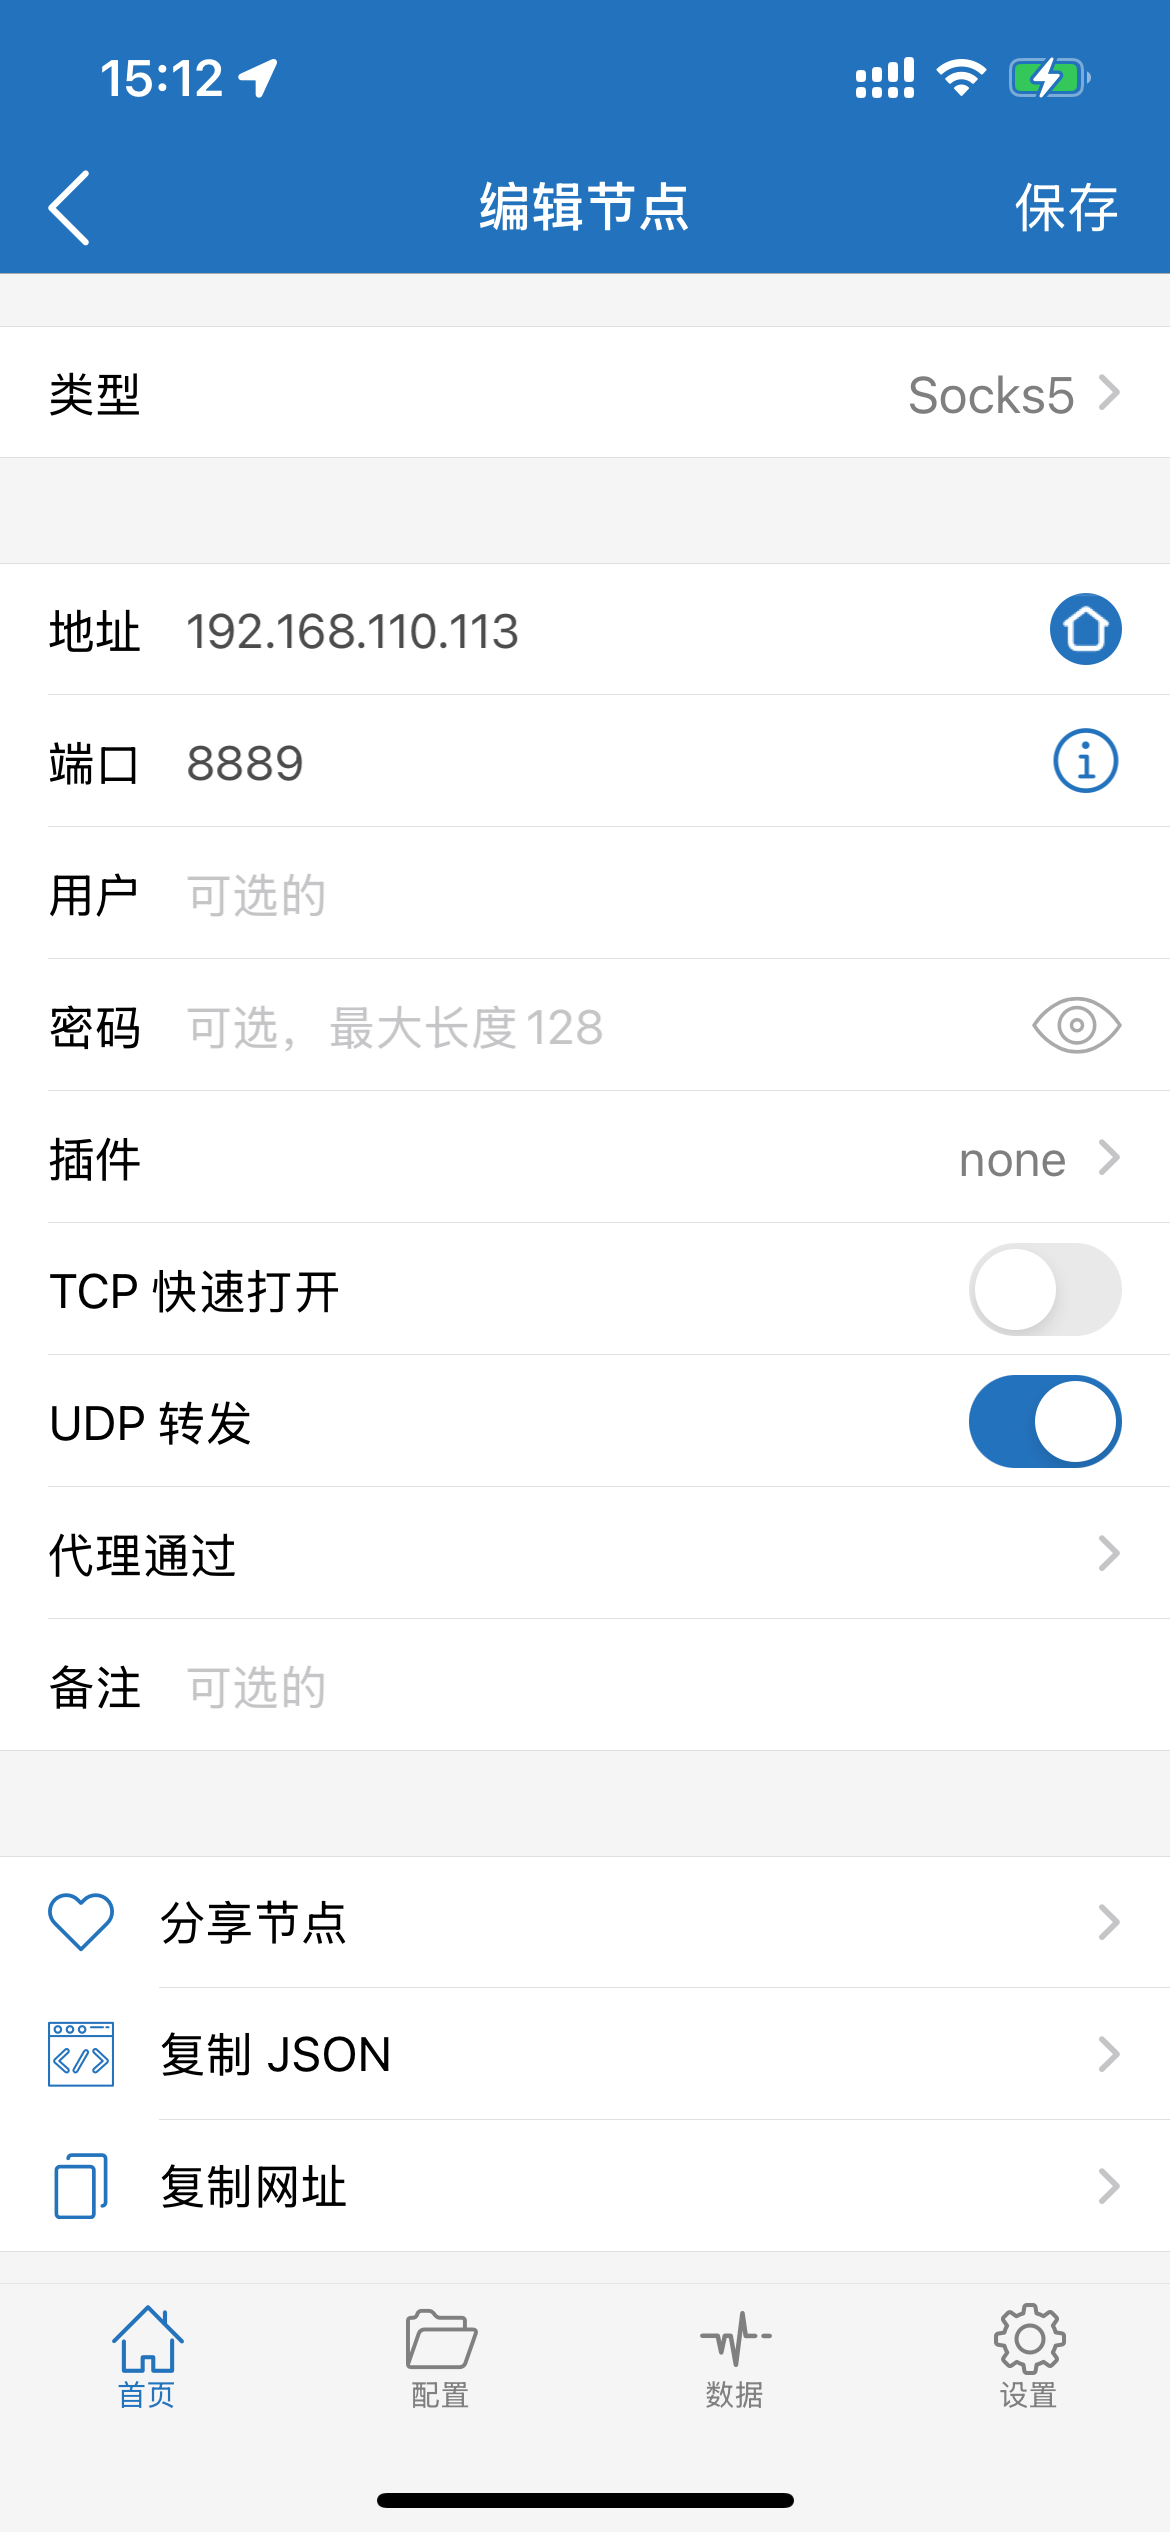 15:12
编辑节点
保存
类型 Socks5
地址 192.168.110.113
端口 8889
用户 可选的
密码 可选，最大长度 128
插件 none
TCP 快速打开
UDP 转发
代理通过
备注 可选的
分享节点
复制 JSON
复制网址
首页 配置 数据 设置